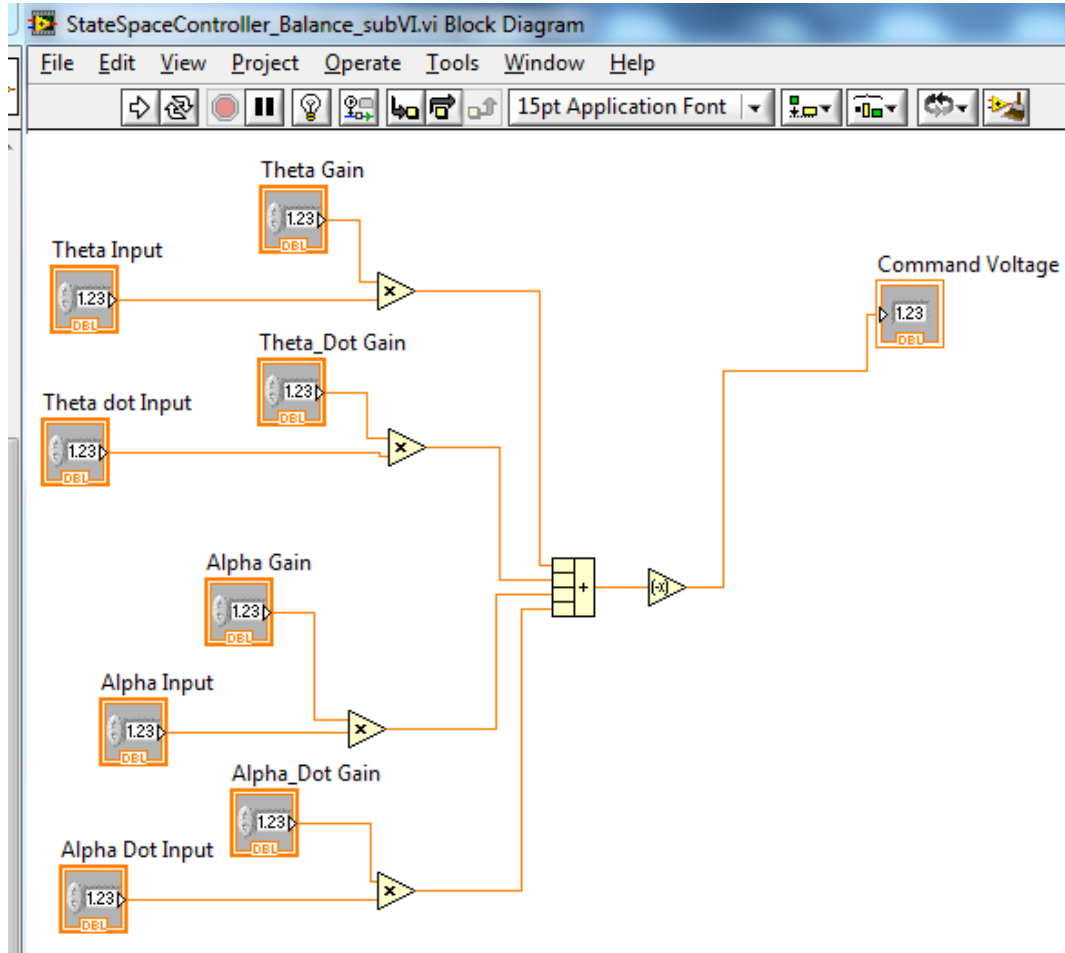 StateSpaceController_Balance_subVI.vi Block Diagram
File Edit View Project Operate Tools Window Help
15pt Application Font
Theta Gain
1.23
DBL
Theta Input
1.23
DBL
×
Command Voltage
1.23
DBL
Theta_Dot Gain
1.23
DBL
Theta dot Input
1.23
DBL
×
Alpha Gain
1.23
DBL
+
(-x)
Alpha Input
1.23
DBL
×
Alpha_Dot Gain
1.23
DBL
Alpha Dot Input
1.23
DBL
×